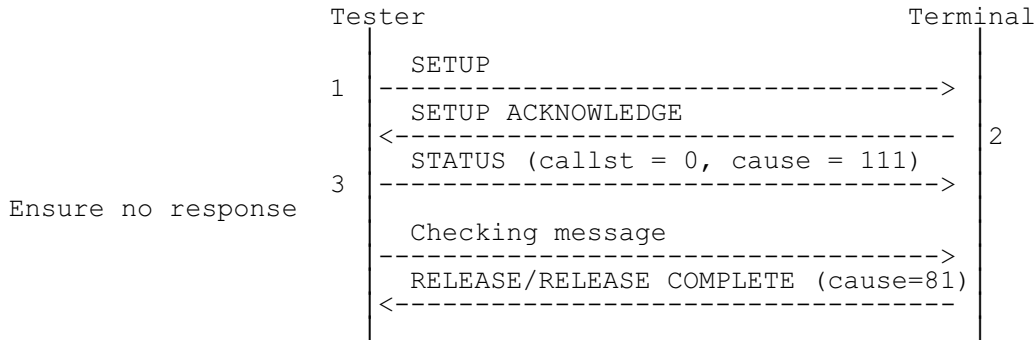 Tester Terminal
SETUP
1 |----------------------------------->
SETUP ACKNOWLEDGE
<----------------------------------- 2
STATUS (callst = 0, cause = 111)
3 |----------------------------------->
Ensure no response
Checking message
----------------------------------->
RELEASE/RELEASE COMPLETE (cause=81)
<-----------------------------------